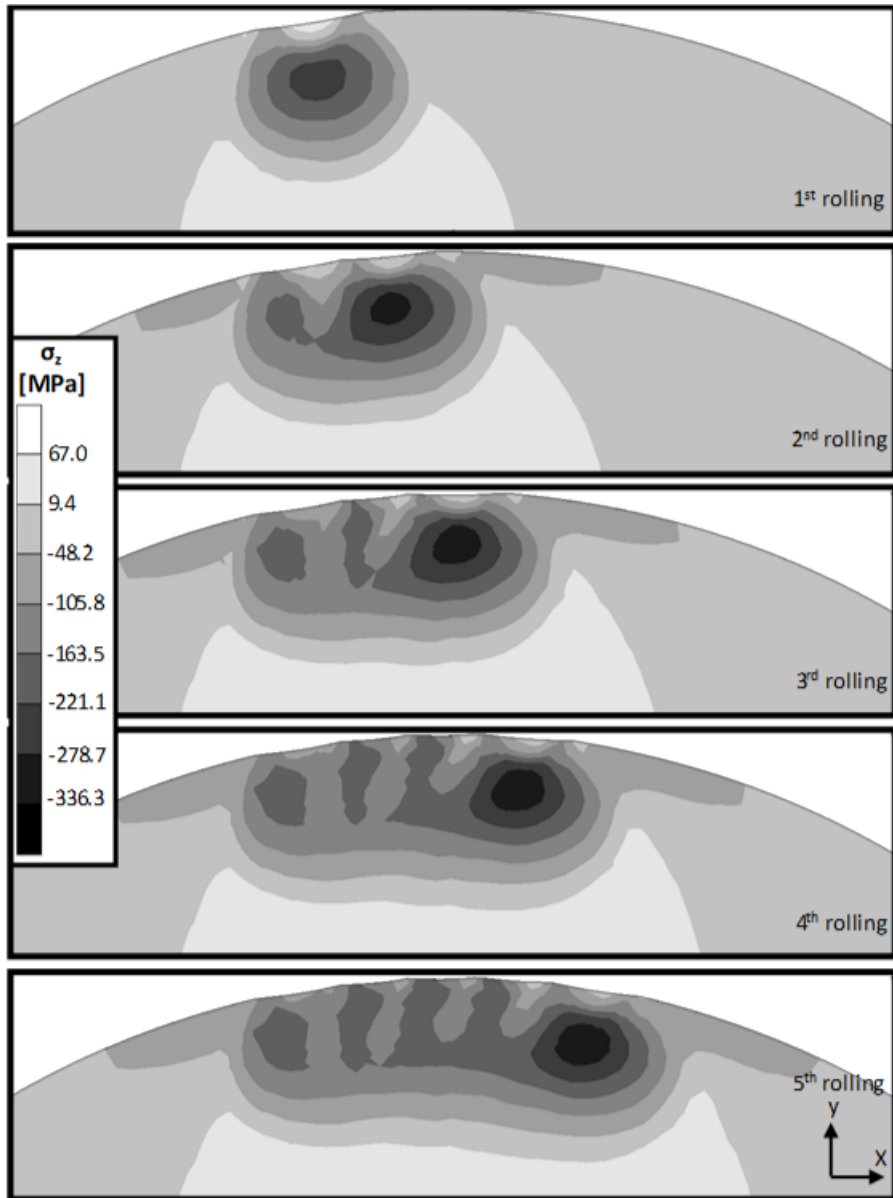 1st rolling
2nd rolling
σz
[MPa]
67.0
9.4
-48.2
-105.8
-163.5
-221.1
-278.7
-336.3
3rd rolling
4th rolling
5th rolling
y
X